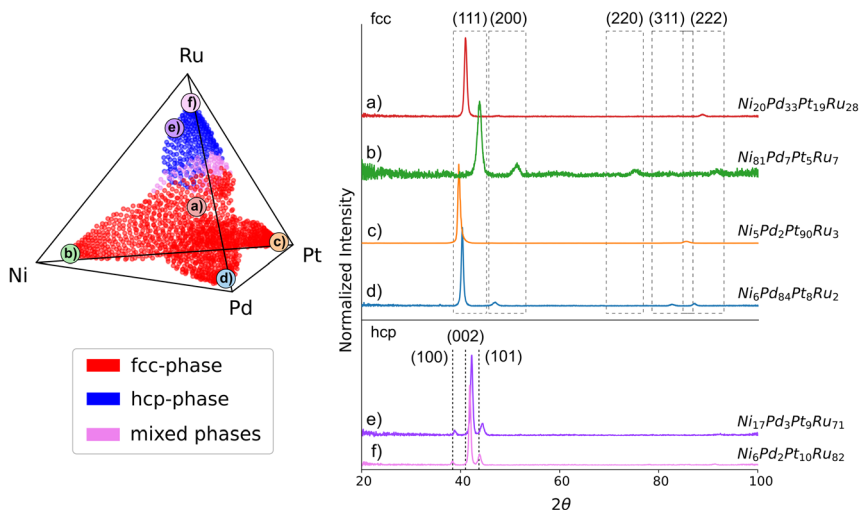 Ru
f)
e)
a)
b)
c)
d)
Ni
Pt
Pd
fcc-phase
hcp-phase
mixed phases
fcc
(111) (200) (220) (311) (222)
a) Ni20Pd33Pt19Ru28
b) Ni81Pd7Pt5Ru7
c) Ni5Pd2Pt90Ru3
d) Ni6Pd84Pt8Ru2
hcp
(002)
(100) (101)
e) Ni17Pd3Pt9Ru71
f) Ni6Pd2Pt10Ru82
20 40 60 80 100
2θ
Normalized Intensity